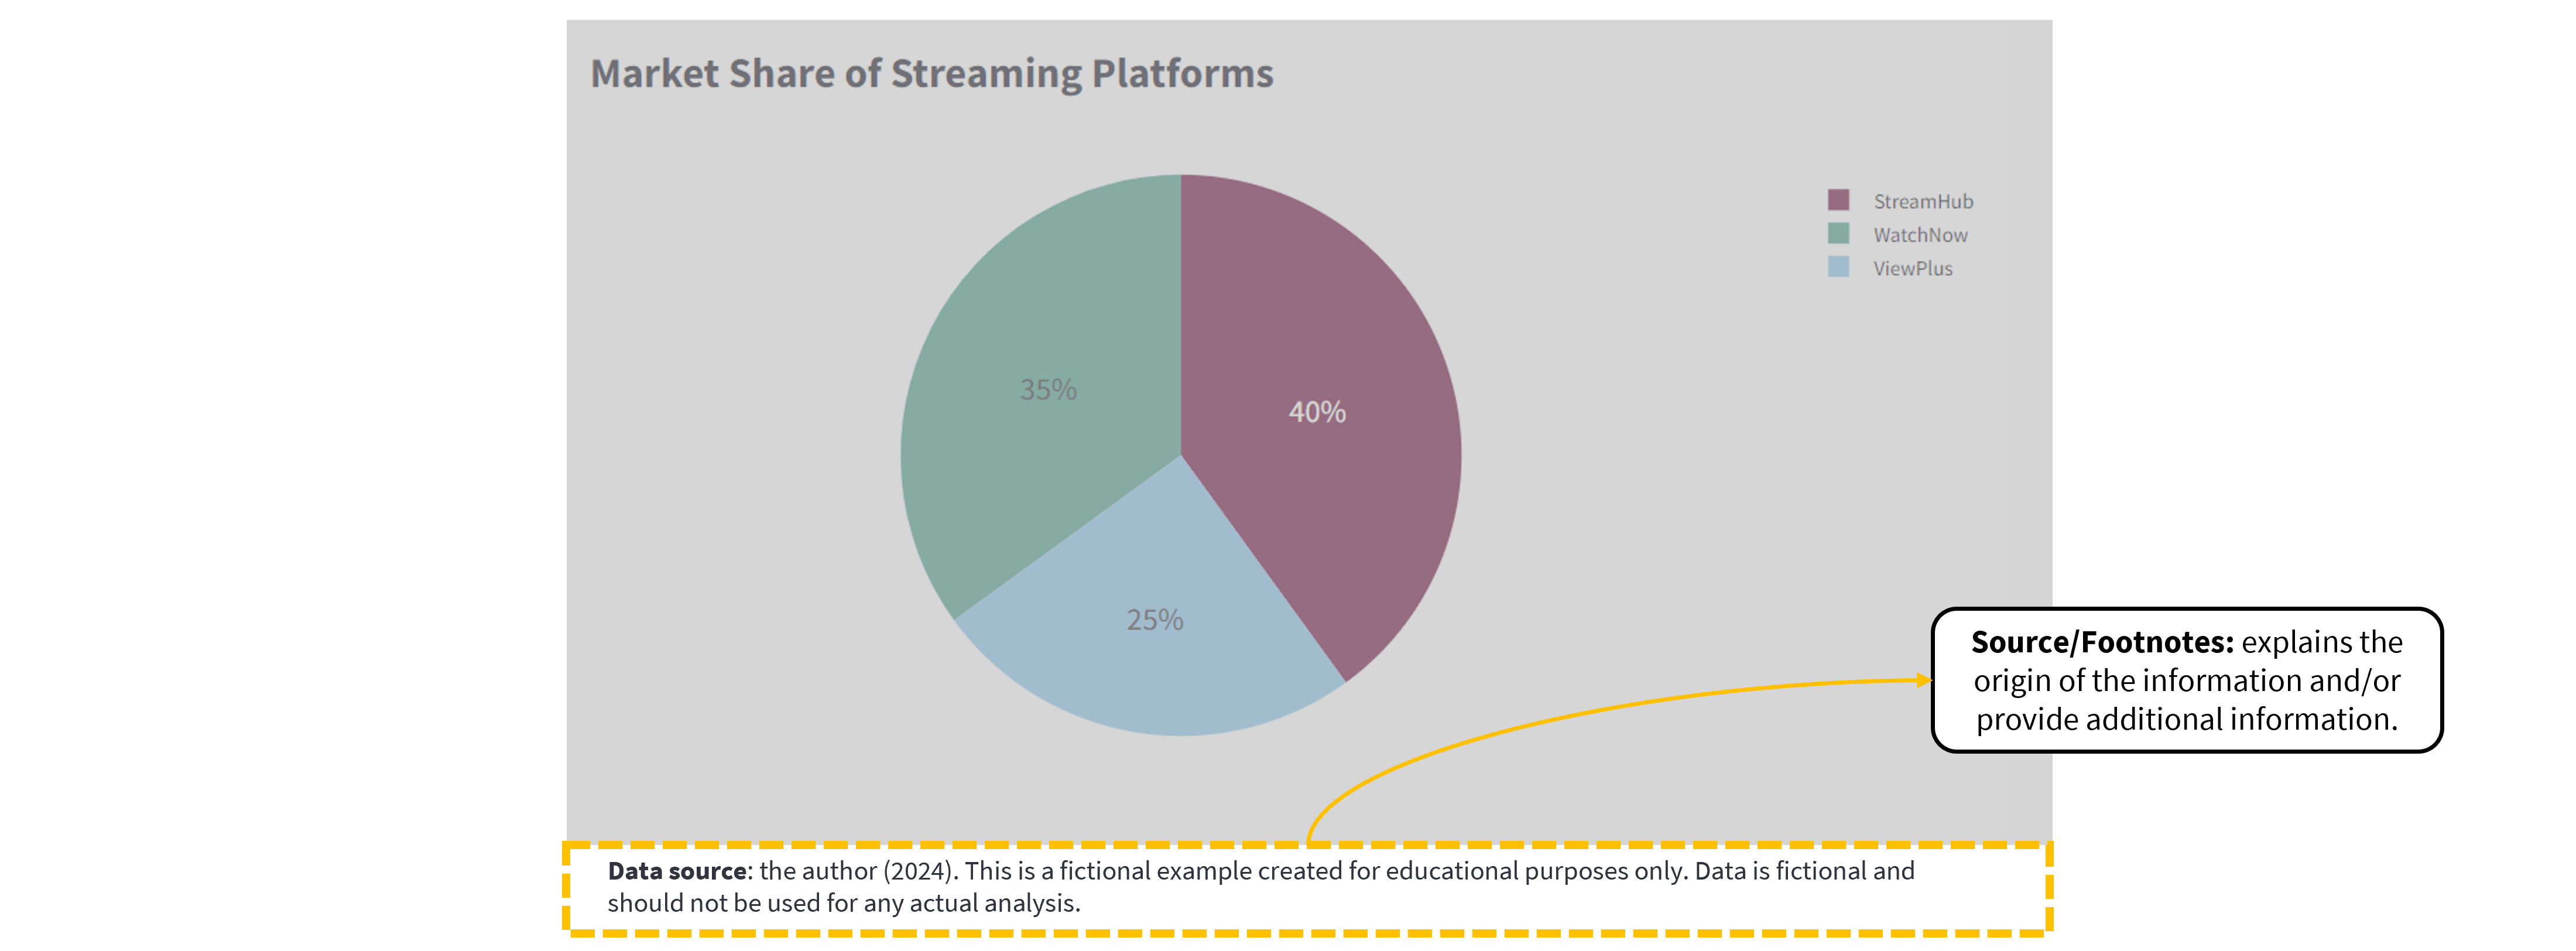 Market Share of Streaming Platforms
StreamHub
WatchNow
ViewPlus
35%
40%
25%
Source/Footnotes: explains the
origin of the information and/or
provide additional information.
Data source: the author (2024). This is a fictional example created for educational purposes only. Data is fictional and
should not be used for any actual analysis.